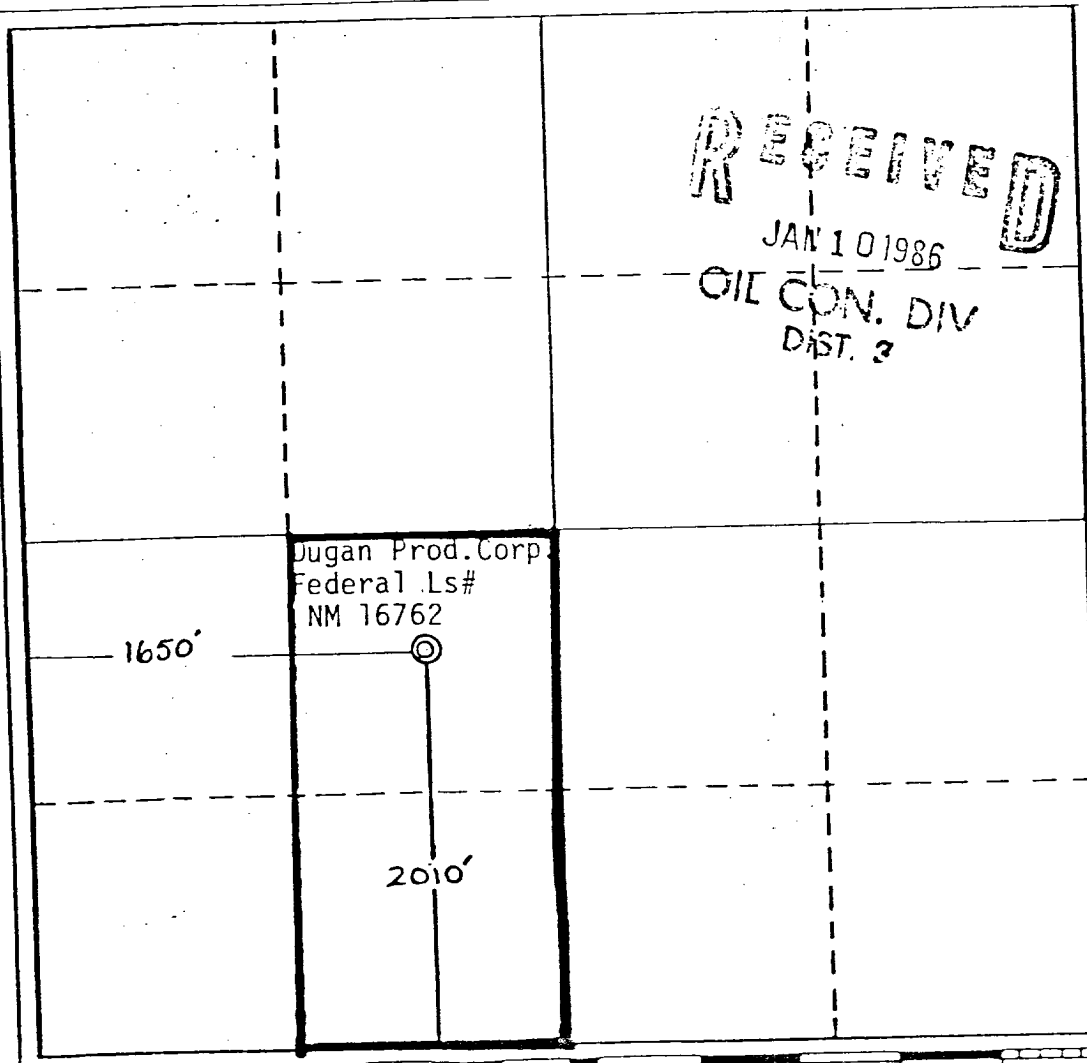 RECEIVED
JAN 10 1986
OIL CON. DIV
DIST. 3
Dugan Prod.Corp.
Federal Ls#
NM 16762
1650'
2010'